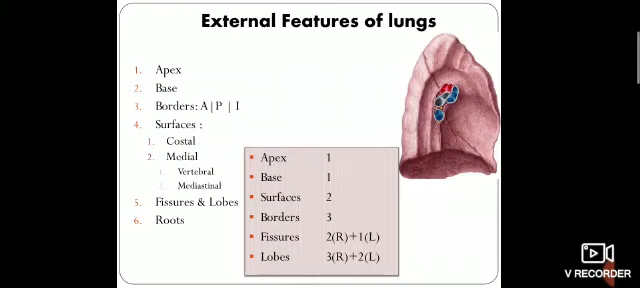 External Features of lungs
1. Apex
2. Base
3. Borders: A | P | I
4. Surfaces :
1. Costal
2. Medial
1. Vertebral
2. Mediastinal
5. Fissures & Lobes
6. Roots
▪ Apex 1
▪ Base 1
▪ Surfaces 2
▪ Borders 3
▪ Fissures 2(R)+1(L)
▪ Lobes 3(R)+2(L)
V RECORDER